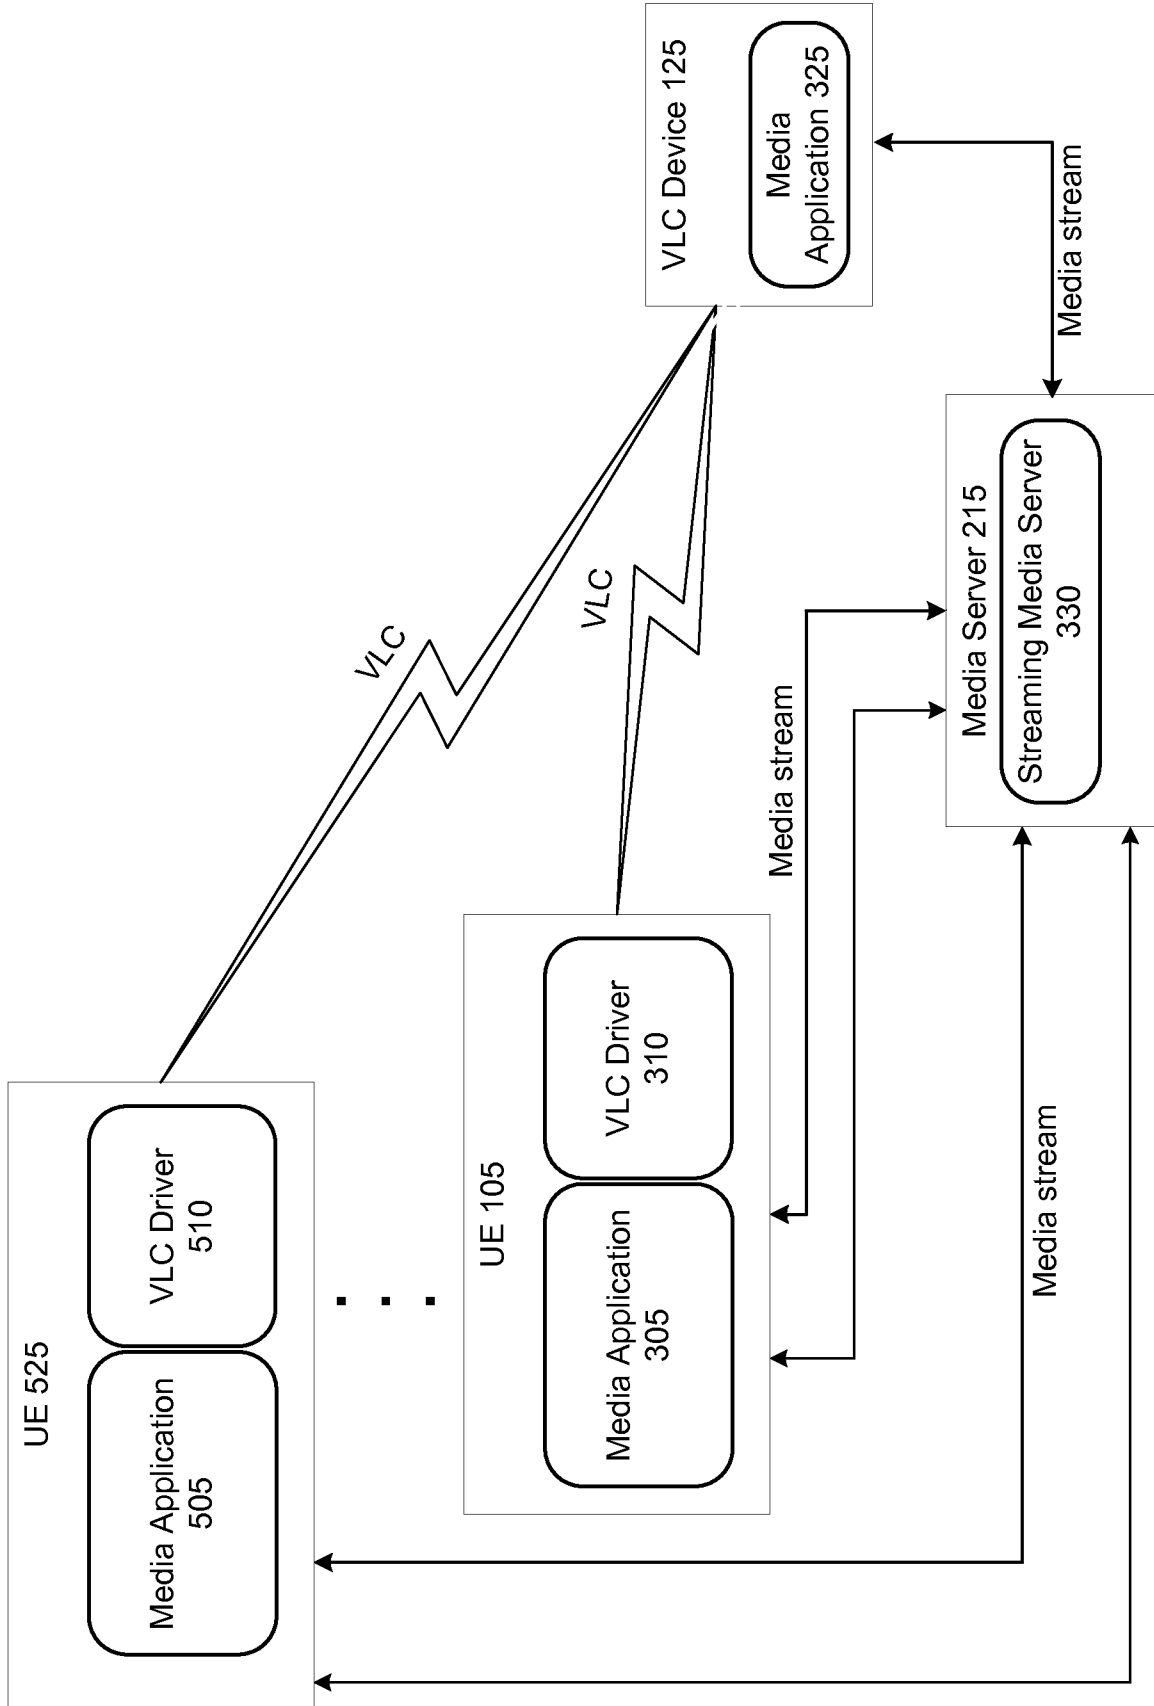 UE 525
Media Application
505
VLC Driver
510
VLC
UE 105
Media Application
305
VLC Driver
310
VLC
VLC Device 125
Media
Application 325
Media stream
Media stream
Media stream
Media Server 215
Streaming Media Server
330